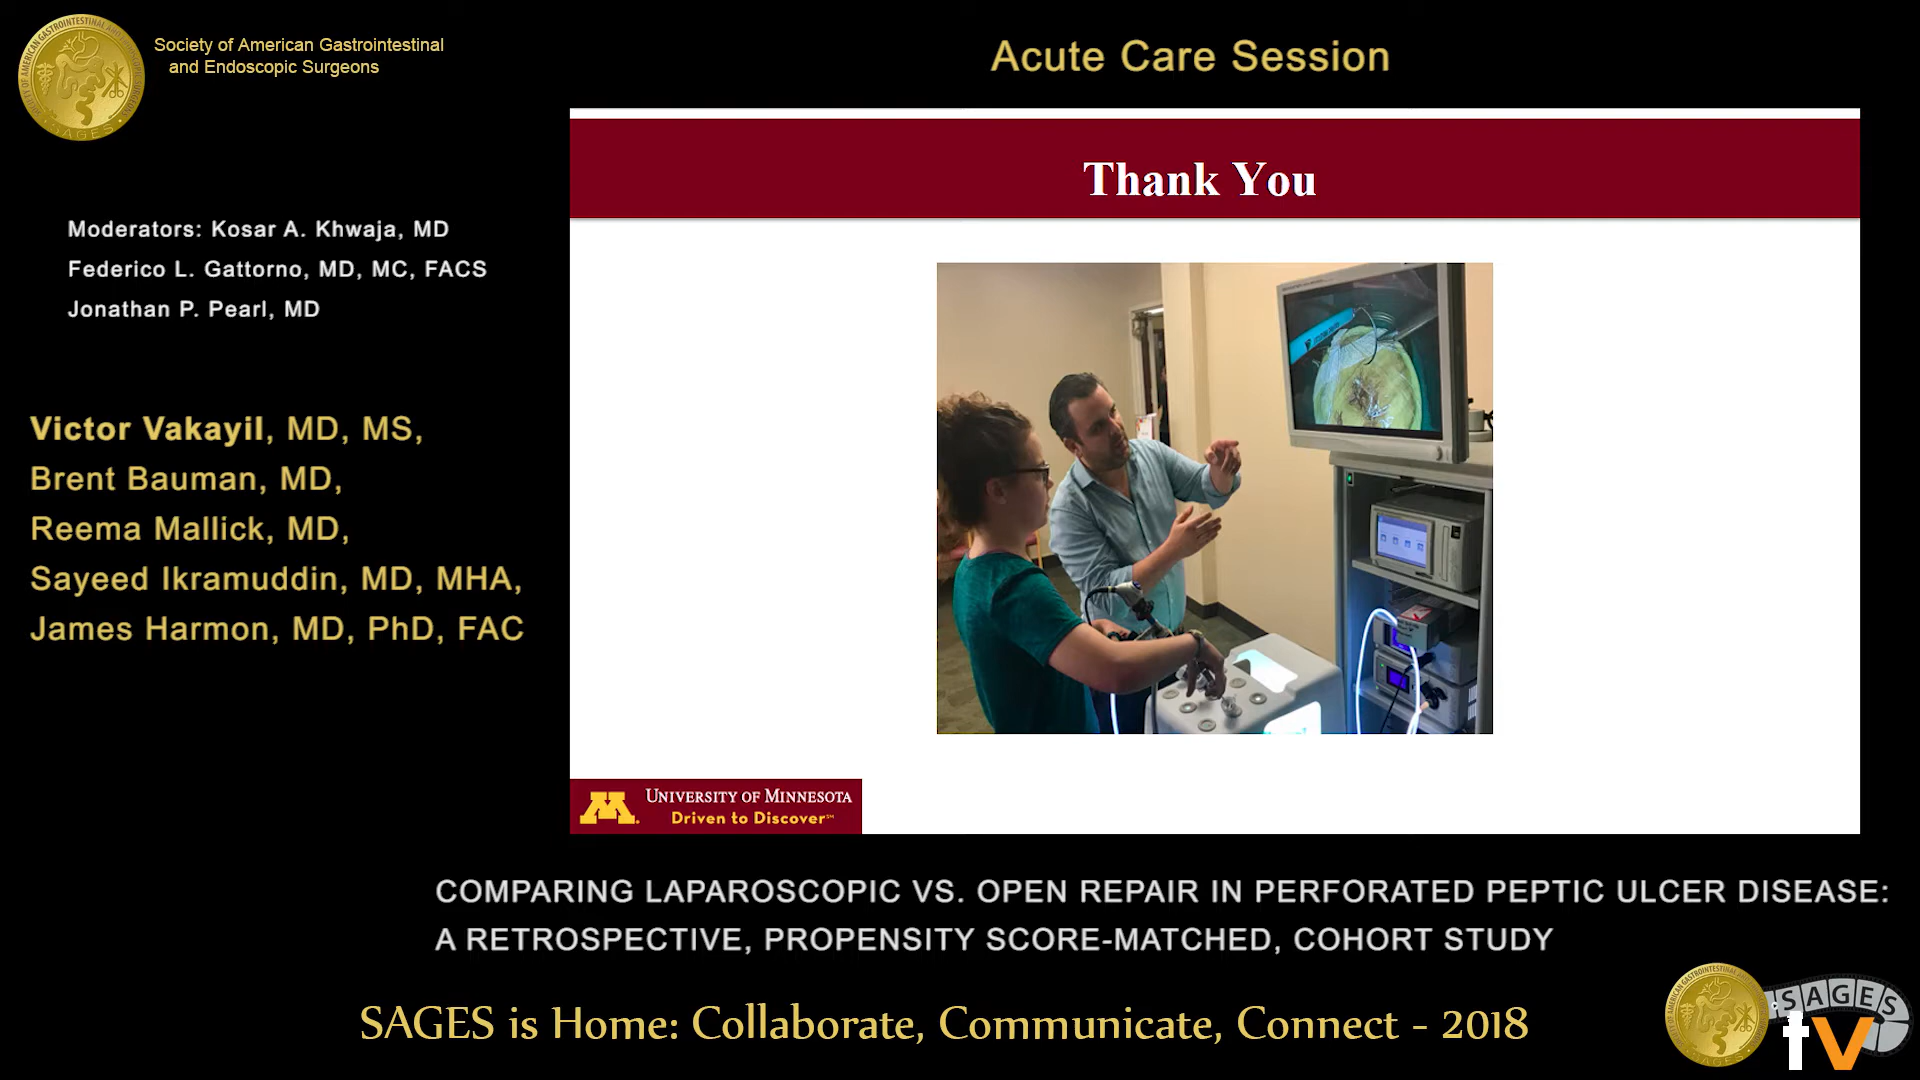 Society of American Gastrointestinal
and Endoscopic Surgeons
Acute Care Session
Moderators: Kosar A. Khwaja, MD
Federico L. Gattorno, MD, MC, FACS
Jonathan P. Pearl, MD
Victor Vakayil, MD, MS,
Brent Bauman, MD,
Reema Mallick, MD,
Sayeed Ikramuddin, MD, MHA,
James Harmon, MD, PhD, FAC
Thank You
University of Minnesota
Driven to Discover℠
COMPARING LAPAROSCOPIC VS. OPEN REPAIR IN PERFORATED PEPTIC ULCER DISEASE:
A RETROSPECTIVE, PROPENSITY SCORE-MATCHED, COHORT STUDY
SAGES is Home: Collaborate, Communicate, Connect - 2018
SAGES
tv